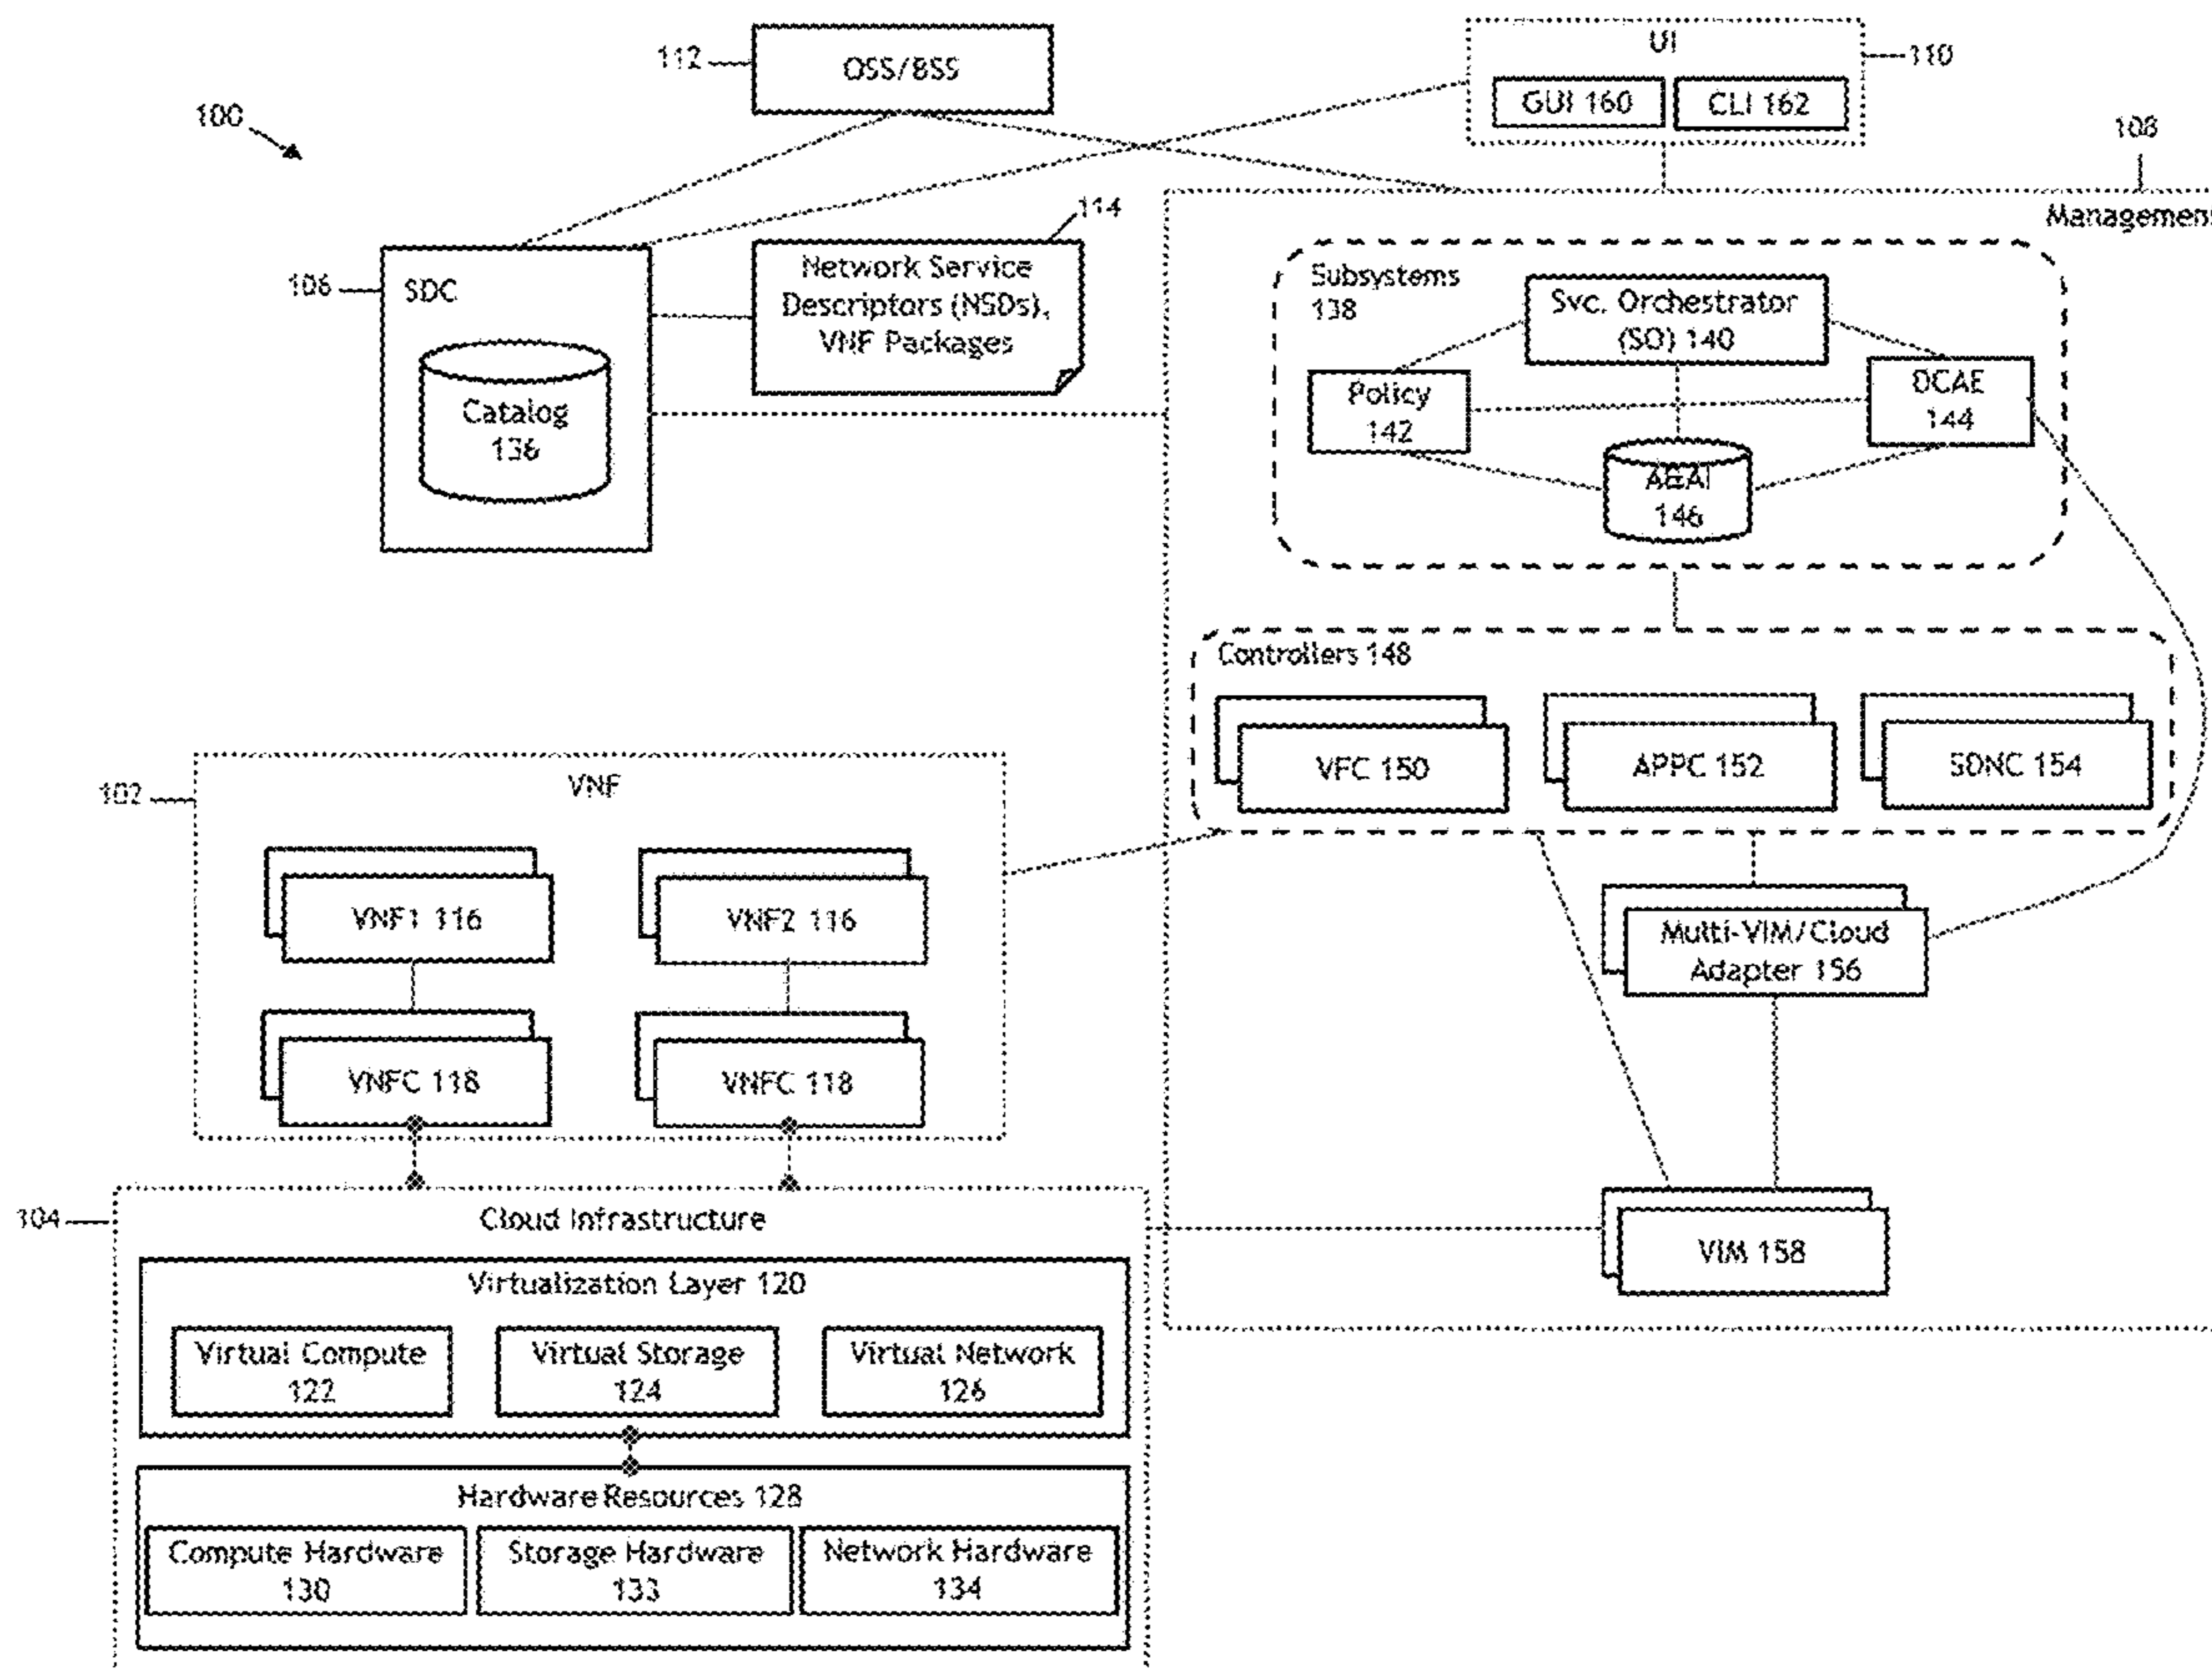 112
OSS/BSS
UI
110
GUI 160
CLI 162
100
108
114
Management
106
SDC
Network Service
Descriptors (NSDs),
VNF Packages
Catalog
136
Subsystems
138
Svc. Orchestrator
(SO) 140
Policy
142
DCAE
144
A&AI
146
Controllers 148
VFC 150
APPC 152
SDNC 154
102
VNF
VNF1 116
VNF2 116
VNFC 118
VNFC 118
Multi-VIM/Cloud
Adapter 156
VIM 158
104
Cloud Infrastructure
Virtualization Layer 120
Virtual Compute
122
Virtual Storage
124
Virtual Network
126
Hardware Resources 128
Compute Hardware
130
Storage Hardware
133
Network Hardware
134